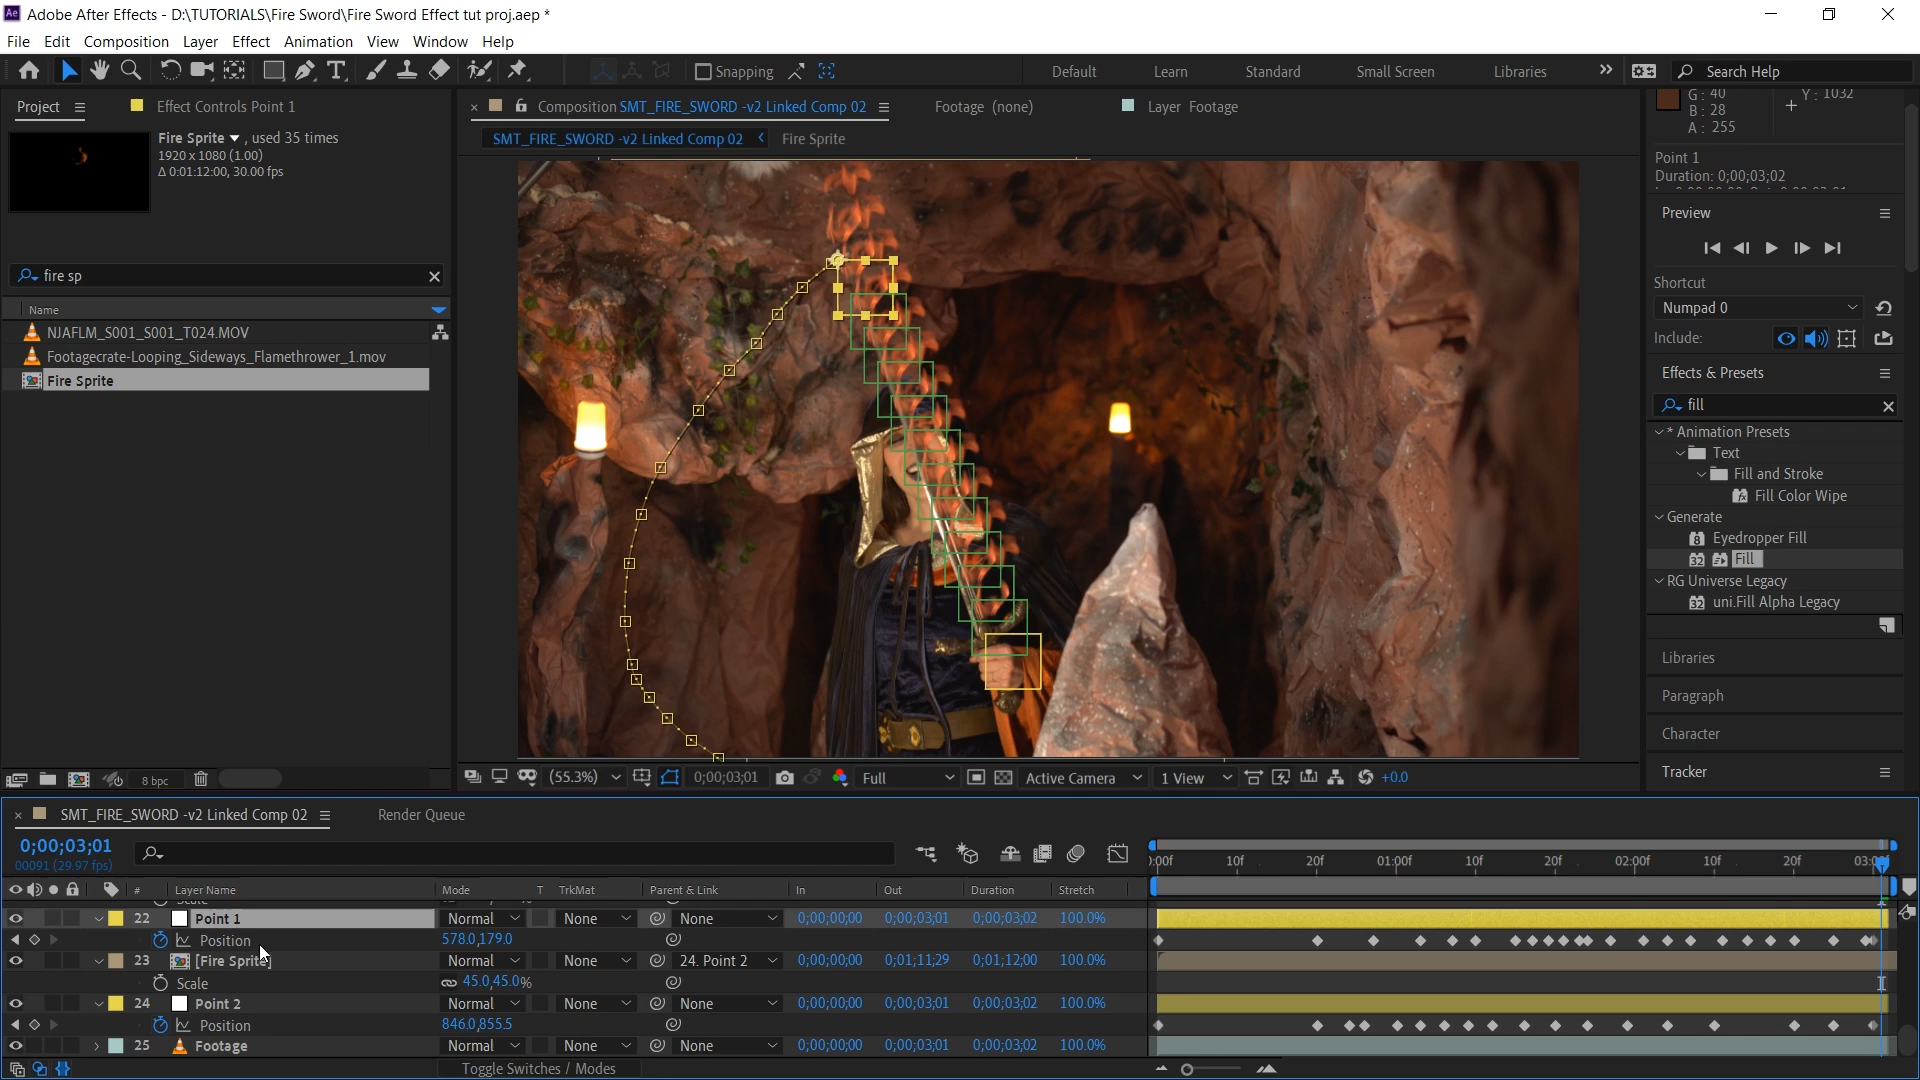 Ae Adobe After Effects - D:\TUTORIALS\Fire Sword\Fire Sword Effect tut proj.aep *
File Edit Composition Layer Effect Animation View Window Help
Snapping Default Learn Standard Small Screen Libraries Search Help
Project Effect Controls Point 1
Fire Sprite , used 35 times
1920 x 1080 (1.00)
Δ 0:01:12:00, 30.00 fps
fire sp
Name
NJAFLM_S001_S001_T024.MOV
Footagecrate-Looping_Sideways_Flamethrower_1.mov
Fire Sprite
8 bpc
Composition SMT_FIRE_SWORD -v2 Linked Comp 02 Footage (none) Layer Footage
SMT_FIRE_SWORD -v2 Linked Comp 02 Fire Sprite
(55.3%) 0;00;03;01 Full Active Camera 1 View +0.0
G : 40 Y : 1032
B : 28
A : 255
Point 1
Duration: 0;00;03;02
Preview
Shortcut
Numpad 0
Include:
Effects & Presets
fill
* Animation Presets
Text
Fill and Stroke
Fill Color Wipe
Generate
8 Eyedropper Fill
32 Fill
RG Universe Legacy
32 uni.Fill Alpha Legacy
Libraries
Paragraph
Character
Tracker
SMT_FIRE_SWORD -v2 Linked Comp 02 Render Queue
0;00;03;01
00091 (29.97 fps)
):00f 10f 20f 01:00f 10f 20f 02:00f 10f 20f
# Layer Name Mode T TrkMat Parent & Link In Out Duration Stretch
Scale
22 Point 1 Normal None None 0;00;00;00 0;00;03;01 0;00;03;02 100.0%
Position 578.0,179.0
23 [Fire Sprite] Normal None 24. Point 2 0;00;00;00 0;01;11;29 0;01;12;00 100.0%
Scale 45.0,45.0%
24 Point 2 Normal None None 0;00;00;00 0;00;03;01 0;00;03;02 100.0%
Position 846.0,855.5
25 Footage Normal None None 0;00;00;00 0;00;03;01 0;00;03;02 100.0%
Toggle Switches / Modes